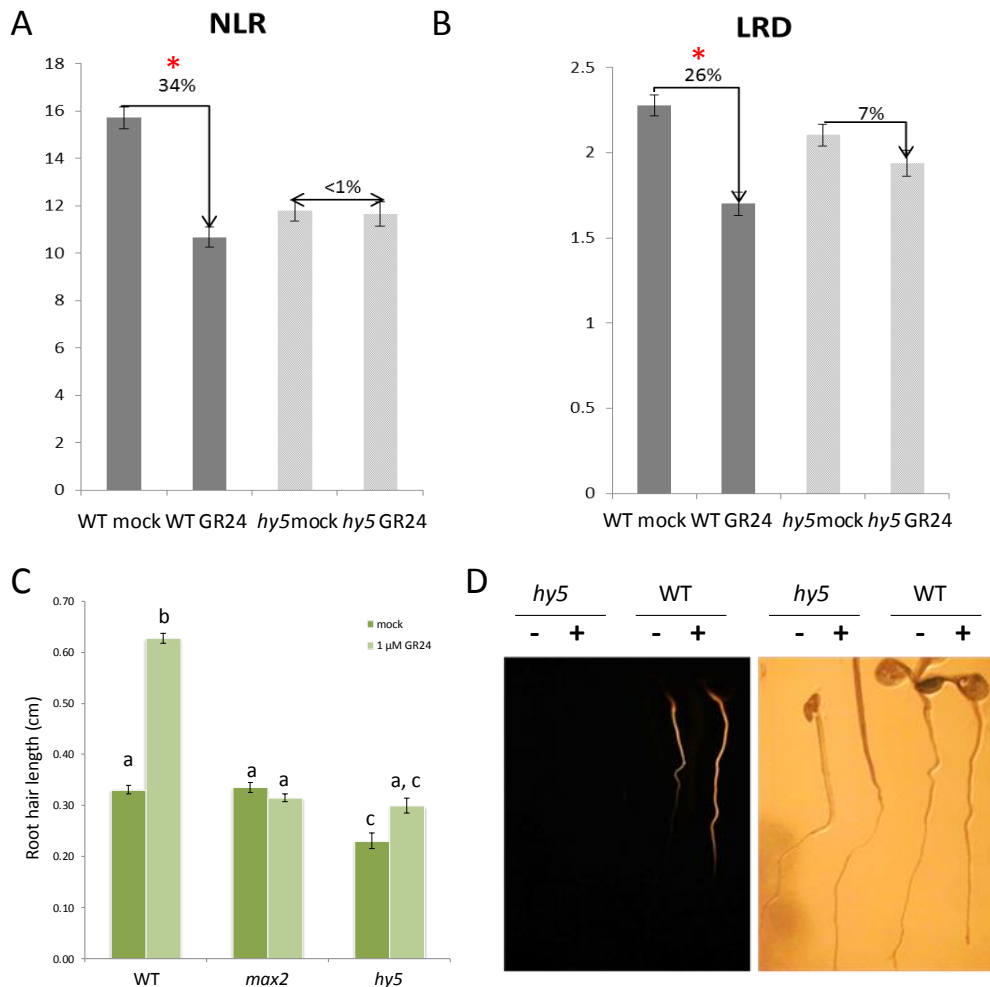 A
NLR
18
16
14
12
10
8
6
4
2
0
*
34%
<1%
WT mock WT GR24 hy5mock hy5 GR24
B
LRD
2.5
2
1.5
1
0.5
0
*
26%
7%
WT mock WT GR24 hy5mock hy5 GR24
C
Root hair length (cm)
0.70
0.60
0.50
0.40
0.30
0.20
0.10
0.00
mock
1 µM GR24
a
b
a
a
c
a, c
WT max2 hy5
D
hy5 WT hy5 WT
- + - + - + - +